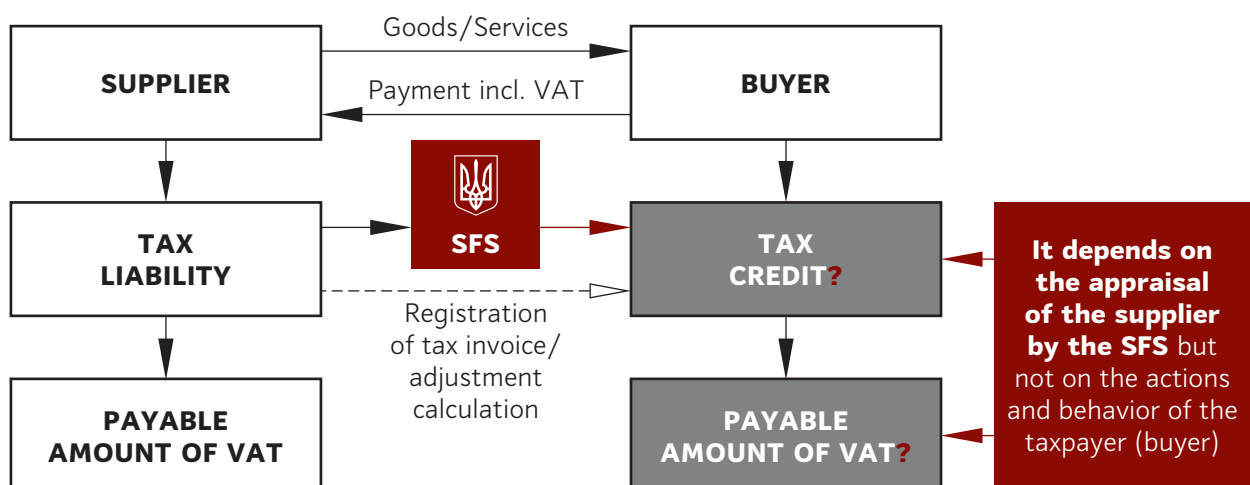 Goods/Services
SUPPLIER
BUYER
Payment incl. VAT
SFS
TAX
LIABILITY
TAX
CREDIT?
It depends on
the appraisal
of the supplier
by the SFS but
not on the actions
and behavior of the
taxpayer (buyer)
Registration
of tax invoice/
adjustment
calculation
PAYABLE
AMOUNT OF VAT
PAYABLE
AMOUNT OF VAT?